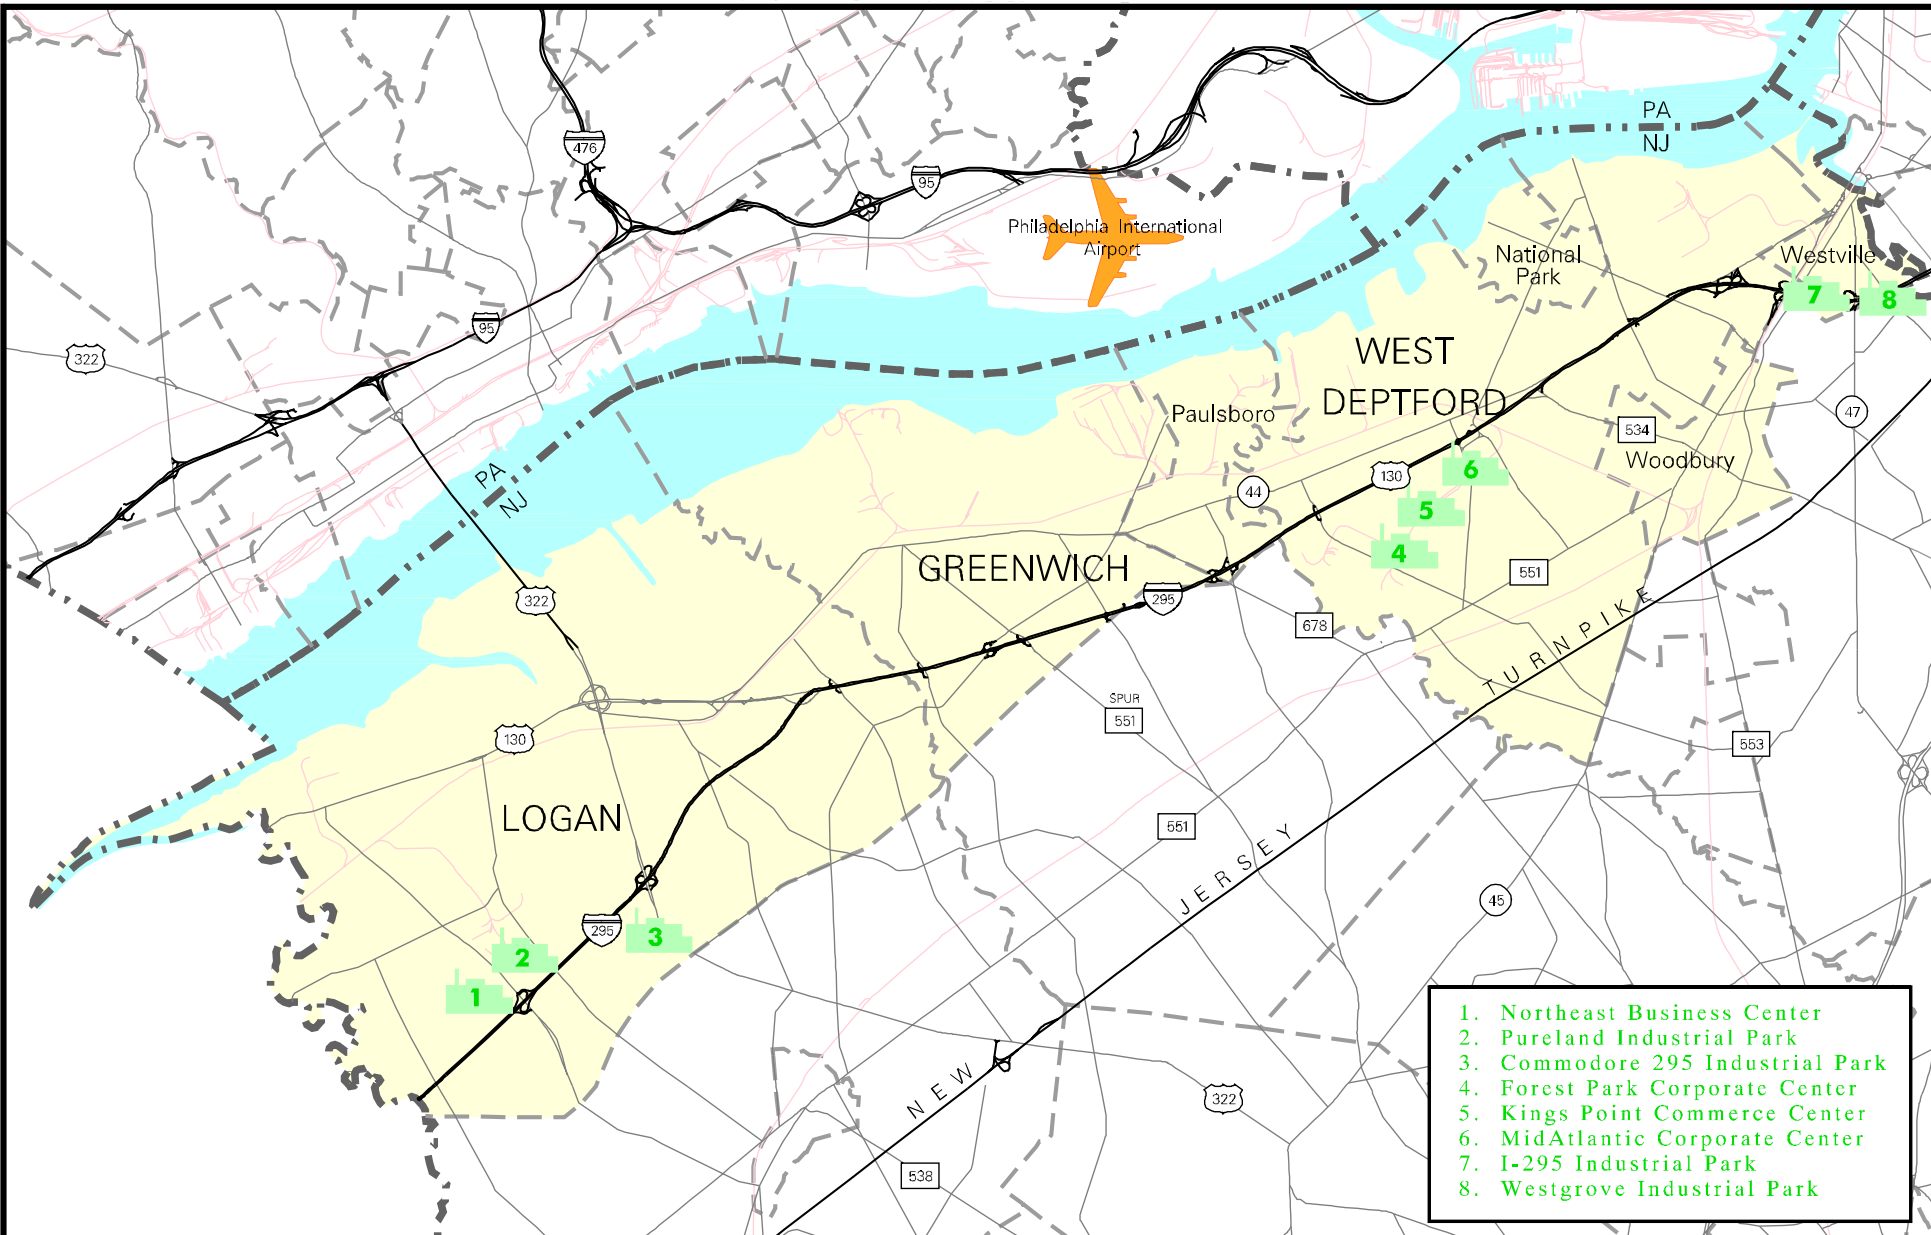 PA
NJ
476
95
Philadelphia International
Airport
National
Park
Westville
7
8
95
322
WEST
DEPTFORD
Paulsboro
47
534
Woodbury
130
6
44
5
4
PA
NJ
GREENWICH
551
322
295
678
TURNPIKE
SPUR
551
130
553
LOGAN
551
JERSEY
45
295
3
2
1
NEW
322
538
1. Northeast Business Center
2. Pureland Industrial Park
3. Commodore 295 Industrial Park
4. Forest Park Corporate Center
5. Kings Point Commerce Center
6. MidAtlantic Corporate Center
7. I-295 Industrial Park
8. Westgrove Industrial Park